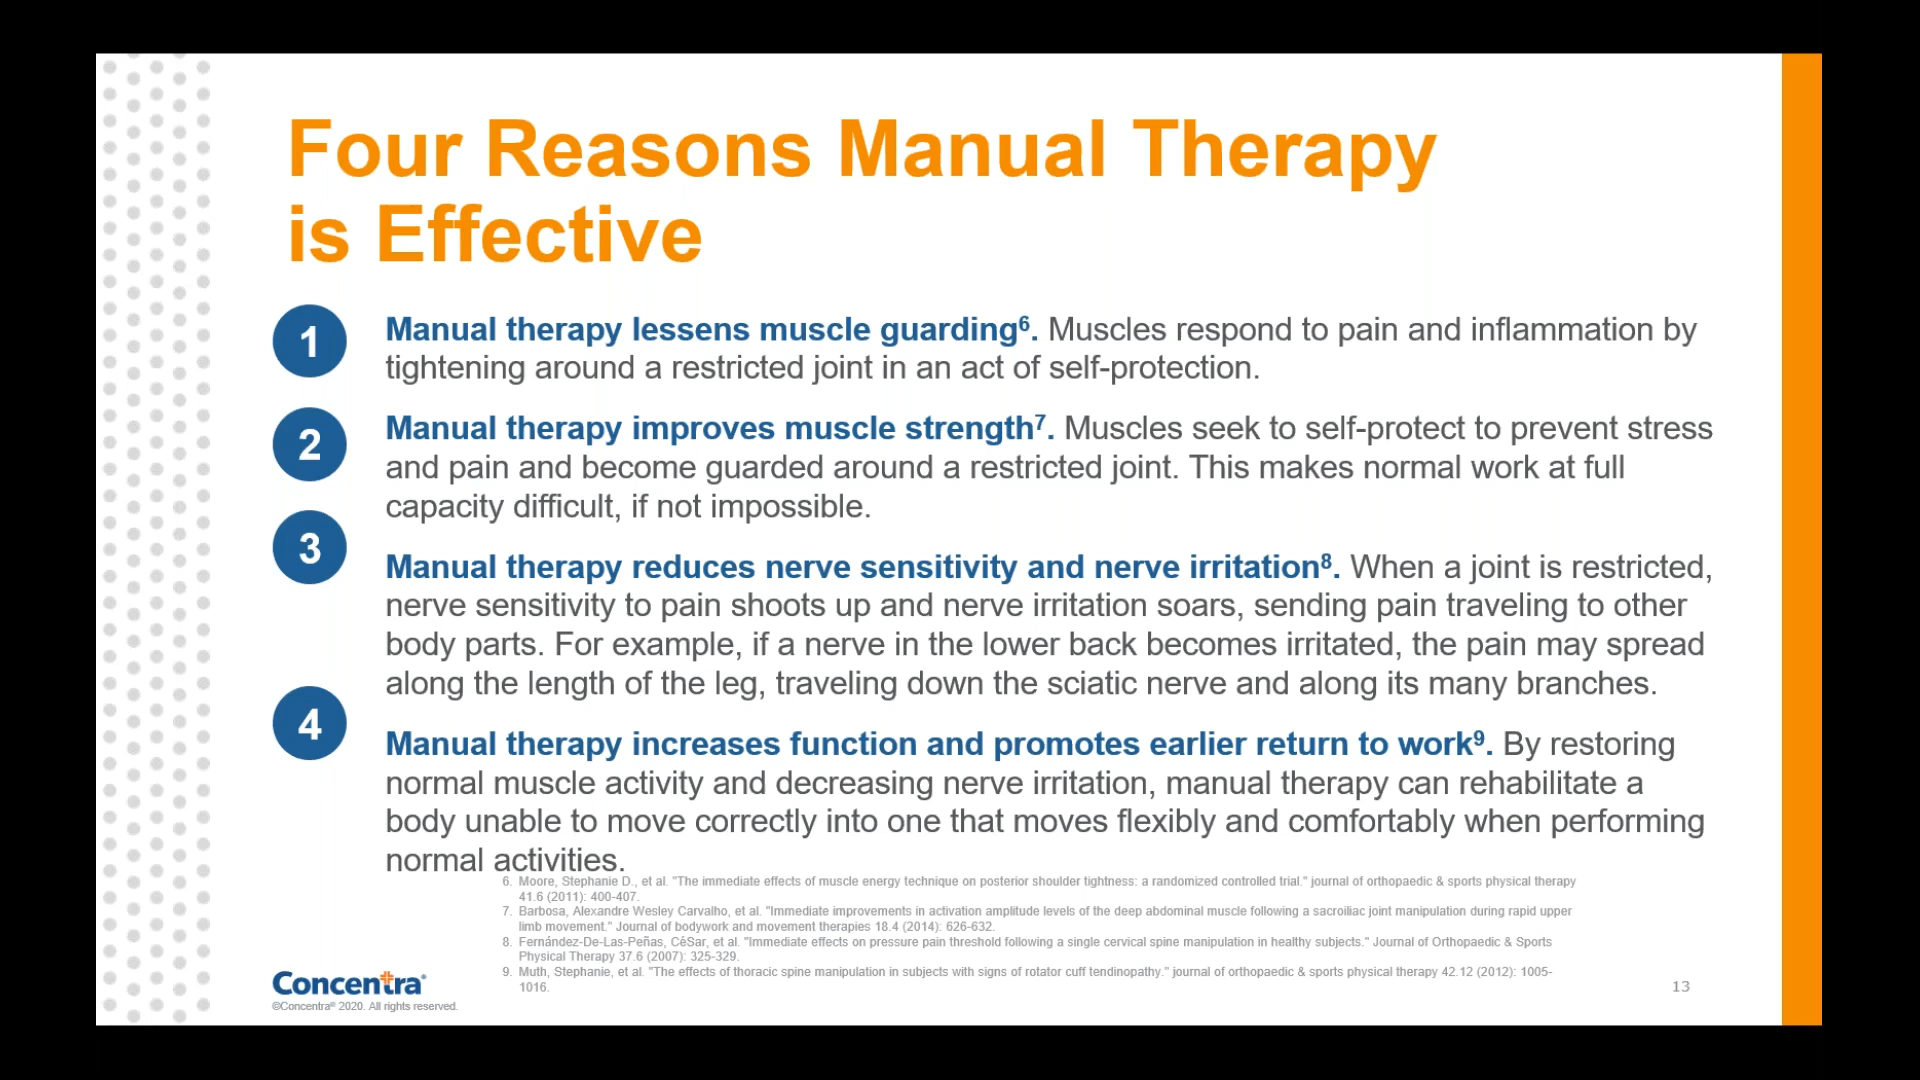 Four Reasons Manual Therapy
is Effective
1
Manual therapy lessens muscle guarding⁶. Muscles respond to pain and inflammation by
tightening around a restricted joint in an act of self-protection.
2
Manual therapy improves muscle strength⁷. Muscles seek to self-protect to prevent stress
and pain and become guarded around a restricted joint. This makes normal work at full
capacity difficult, if not impossible.
3
Manual therapy reduces nerve sensitivity and nerve irritation⁸. When a joint is restricted,
nerve sensitivity to pain shoots up and nerve irritation soars, sending pain traveling to other
body parts. For example, if a nerve in the lower back becomes irritated, the pain may spread
along the length of the leg, traveling down the sciatic nerve and along its many branches.
4
Manual therapy increases function and promotes earlier return to work⁹. By restoring
normal muscle activity and decreasing nerve irritation, manual therapy can rehabilitate a
body unable to move correctly into one that moves flexibly and comfortably when performing
normal activities.
6. Moore, Stephanie D., et al. "The immediate effects of muscle energy technique on posterior shoulder tightness: a randomized controlled trial." journal of orthopaedic & sports physical therapy
41.6 (2011): 400-407.
7. Barbosa, Alexandre Wesley Carvalho, et al. "Immediate improvements in activation amplitude levels of the deep abdominal muscle following a sacroiliac joint manipulation during rapid upper
limb movement." Journal of bodywork and movement therapies 18.4 (2014): 626-632.
8. Fernández-De-Las-Peñas, CéSar, et al. "Immediate effects on pressure pain threshold following a single cervical spine manipulation in healthy subjects." Journal of Orthopaedic & Sports
Physical Therapy 37.6 (2007): 325-329.
9. Muth, Stephanie, et al. "The effects of thoracic spine manipulation in subjects with signs of rotator cuff tendinopathy." journal of orthopaedic & sports physical therapy 42.12 (2012): 1005-
1016.
Concentra®
©Concentra® 2020. All rights reserved.
13